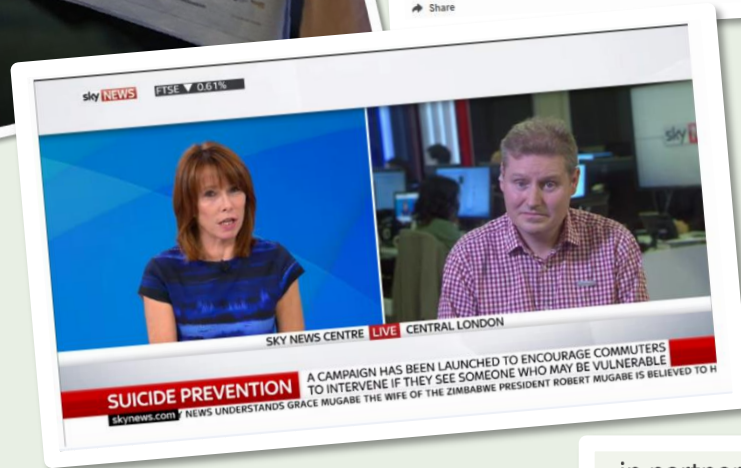 Share
sky NEWS FTSE ▼ 0.61%
sky
SKY NEWS CENTRE LIVE CENTRAL LONDON
SUICIDE PREVENTION
A CAMPAIGN HAS BEEN LAUNCHED TO ENCOURAGE COMMUTERS
TO INTERVENE IF THEY SEE SOMEONE WHO MAY BE VULNERABLE
skynews.com NEWS UNDERSTANDS GRACE MUGABE THE WIFE OF THE ZIMBABWE PRESIDENT ROBERT MUGABE IS BELIEVED TO H
in